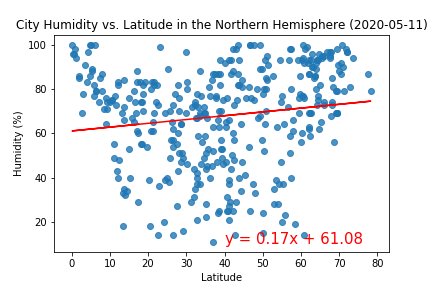 City Humidity vs. Latitude in the Northern Hemisphere (2020-05-11)
Humidity (%)
100
80
60
40
20
y = 0.17x + 61.08
0 10 20 30 40 50 60 70 80
Latitude